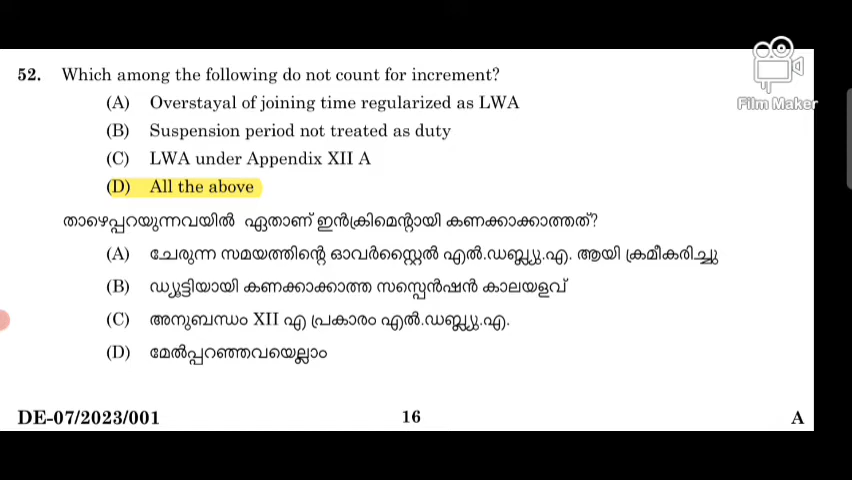 52. Which among the following do not count for increment?
(A) Overstayal of joining time regularized as LWA
(B) Suspension period not treated as duty
(C) LWA under Appendix XII A
(D) All the above
താഴെപ്പറയുന്നവയിൽ ഏതാണ് ഇൻക്രിമെന്റായി കണക്കാക്കാത്തത്?
(A) ചേരുന്ന സമയത്തിന്റെ ഓവർസ്റ്റൈൽ എൽ.ഡബ്ല്യു.എ. ആയി ക്രമീകരിച്ചു
(B) ഡ്യൂട്ടിയായി കണക്കാക്കാത്ത സസ്പെൻഷൻ കാലയളവ്
(C) അനുബന്ധം XII എ പ്രകാരം എൽ.ഡബ്ല്യു.എ.
(D) മേൽപ്പറഞ്ഞവയെല്ലാം
DE-07/2023/001 16 A
Film Maker